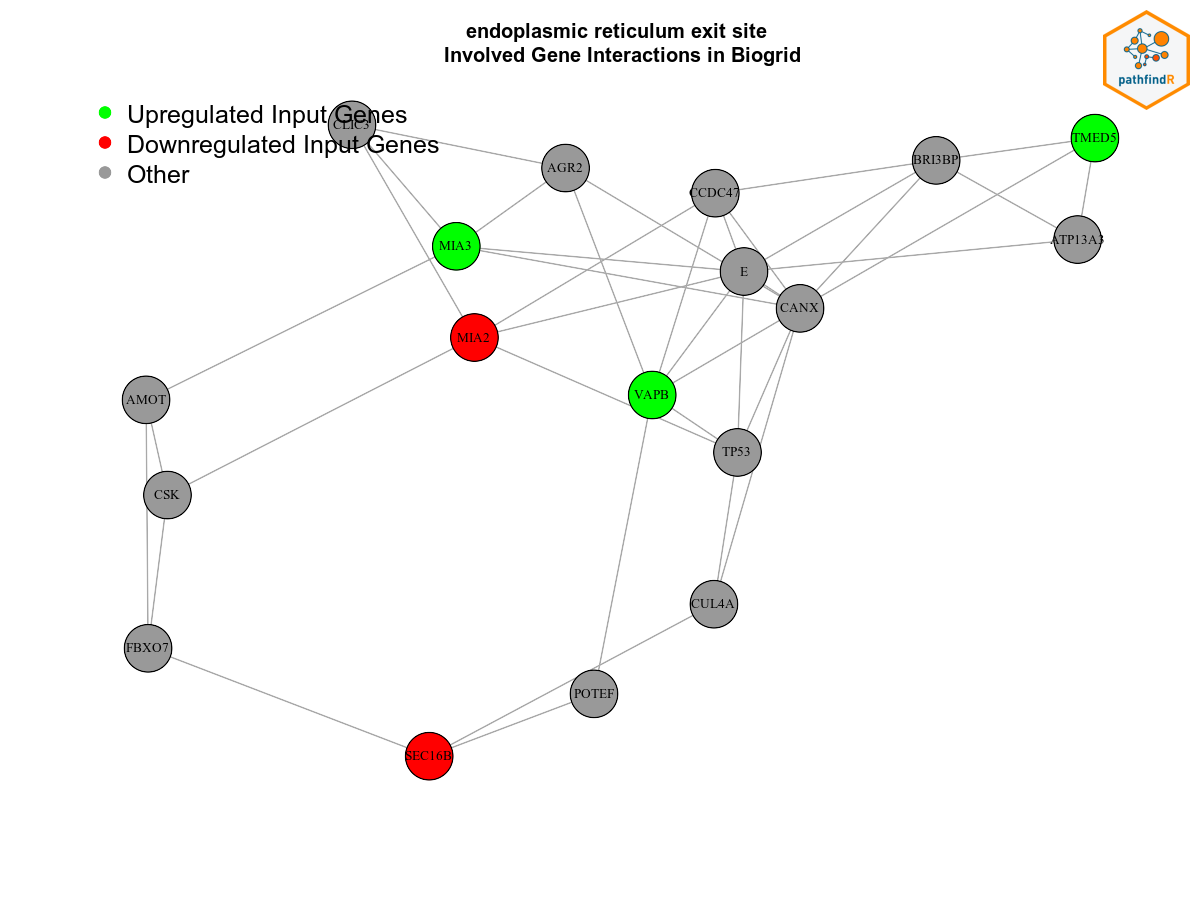 endoplasmic reticulum exit site
Involved Gene Interactions in Biogrid
pathfindR
Upregulated Input Genes
Downregulated Input Genes
Other
CLIC3
TMED5
BRI3BP
AGR2
CCDC47
ATP13A3
MIA3
E
CANX
MIA2
VAPB
AMOT
TP53
CSK
CUL4A
FBXO7
POTEF
SEC16B